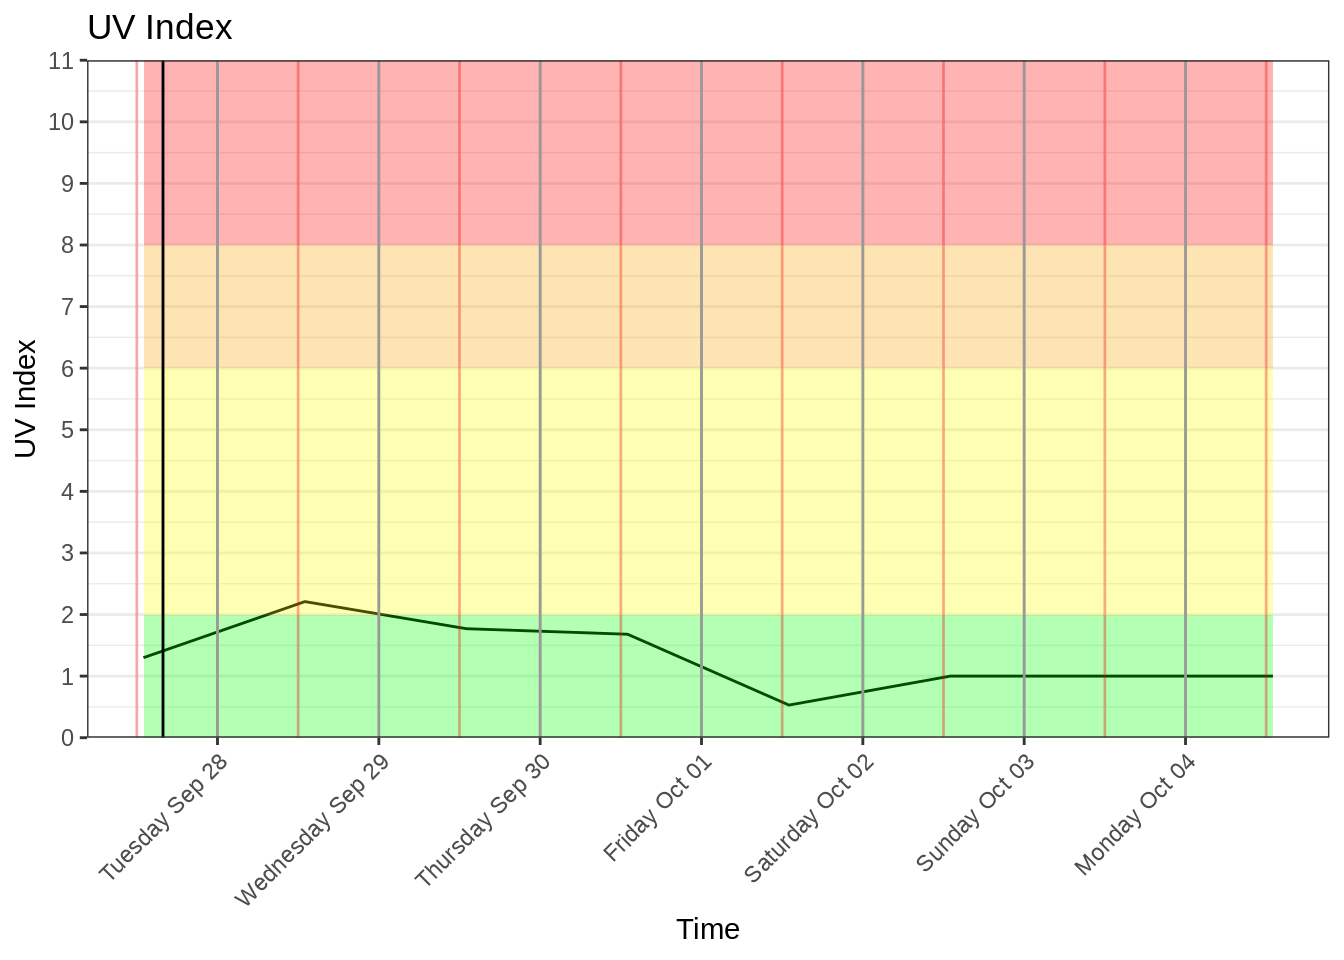 UV Index
11
10
9
8
7
6
5
4
3
2
1
0
UV Index
Tuesday Sep 28
Wednesday Sep 29
Thursday Sep 30
Friday Oct 01
Saturday Oct 02
Sunday Oct 03
Monday Oct 04
Time